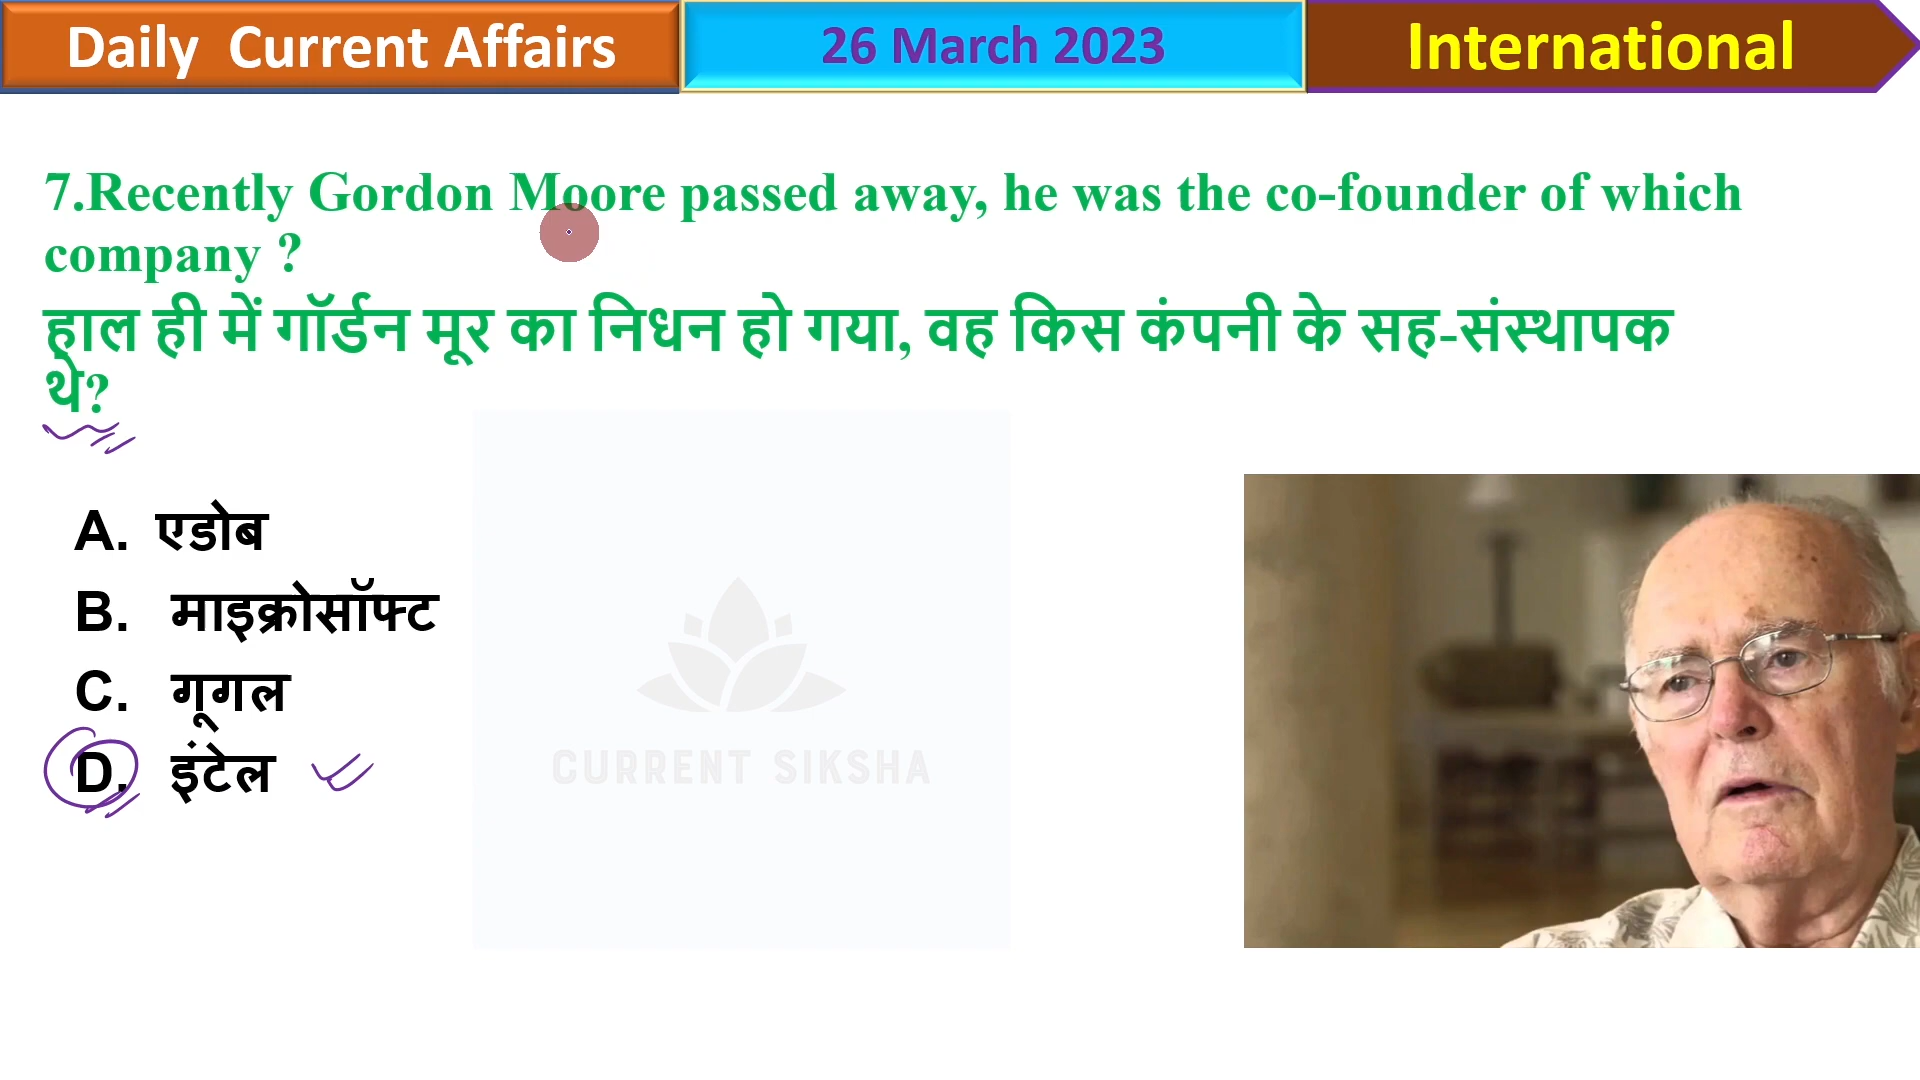 Daily Current Affairs
26 March 2023
International
7.Recently Gordon Moore passed away, he was the co-founder of which
company ?
हाल ही में गॉर्डन मूर का निधन हो गया, वह किस कंपनी के सह-संस्थापक
थे?
A. एडोब
B. माइक्रोसॉफ्ट
C. गूगल
D. इंटेल
CURRENT SIKSHA